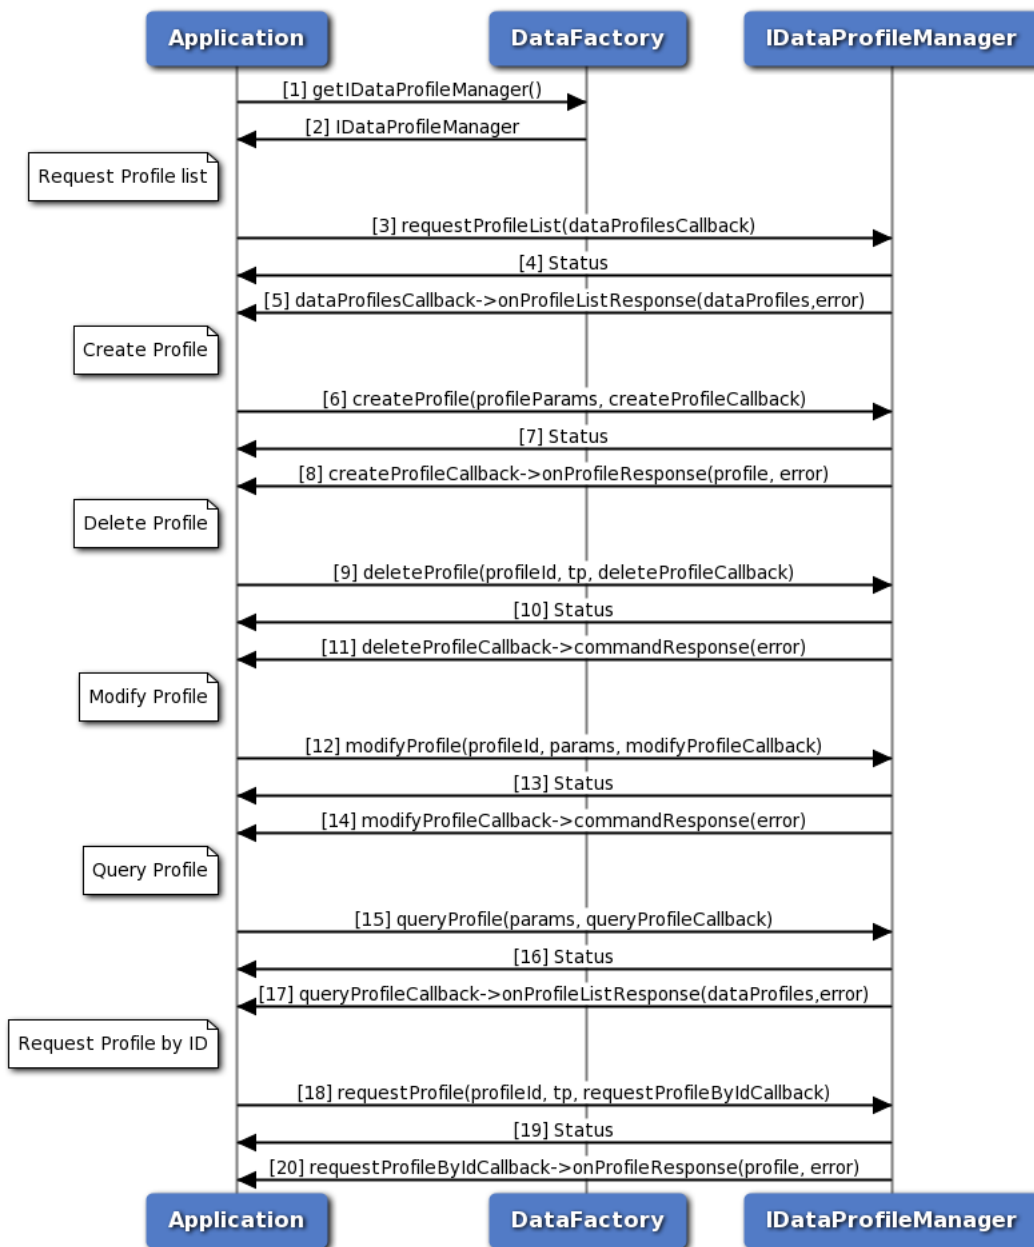 Application
DataFactory
IDataProfileManager
[1] getIDataProfileManager()
[2] IDataProfileManager
Request Profile list
[3] requestProfileList(dataProfilesCallback)
[4] Status
[5] dataProfilesCallback->onProfileListResponse(dataProfiles,error)
Create Profile
[6] createProfile(profileParams, createProfileCallback)
[7] Status
[8] createProfileCallback->onProfileResponse(profile, error)
Delete Profile
[9] deleteProfile(profileId, tp, deleteProfileCallback)
[10] Status
[11] deleteProfileCallback->commandResponse(error)
Modify Profile
[12] modifyProfile(profileId, params, modifyProfileCallback)
[13] Status
[14] modifyProfileCallback->commandResponse(error)
Query Profile
[15] queryProfile(params, queryProfileCallback)
[16] Status
[17] queryProfileCallback->onProfileListResponse(dataProfiles,error)
Request Profile by ID
[18] requestProfile(profileId, tp, requestProfileByIdCallback)
[19] Status
[20] requestProfileByIdCallback->onProfileResponse(profile, error)
Application
DataFactory
IDataProfileManager